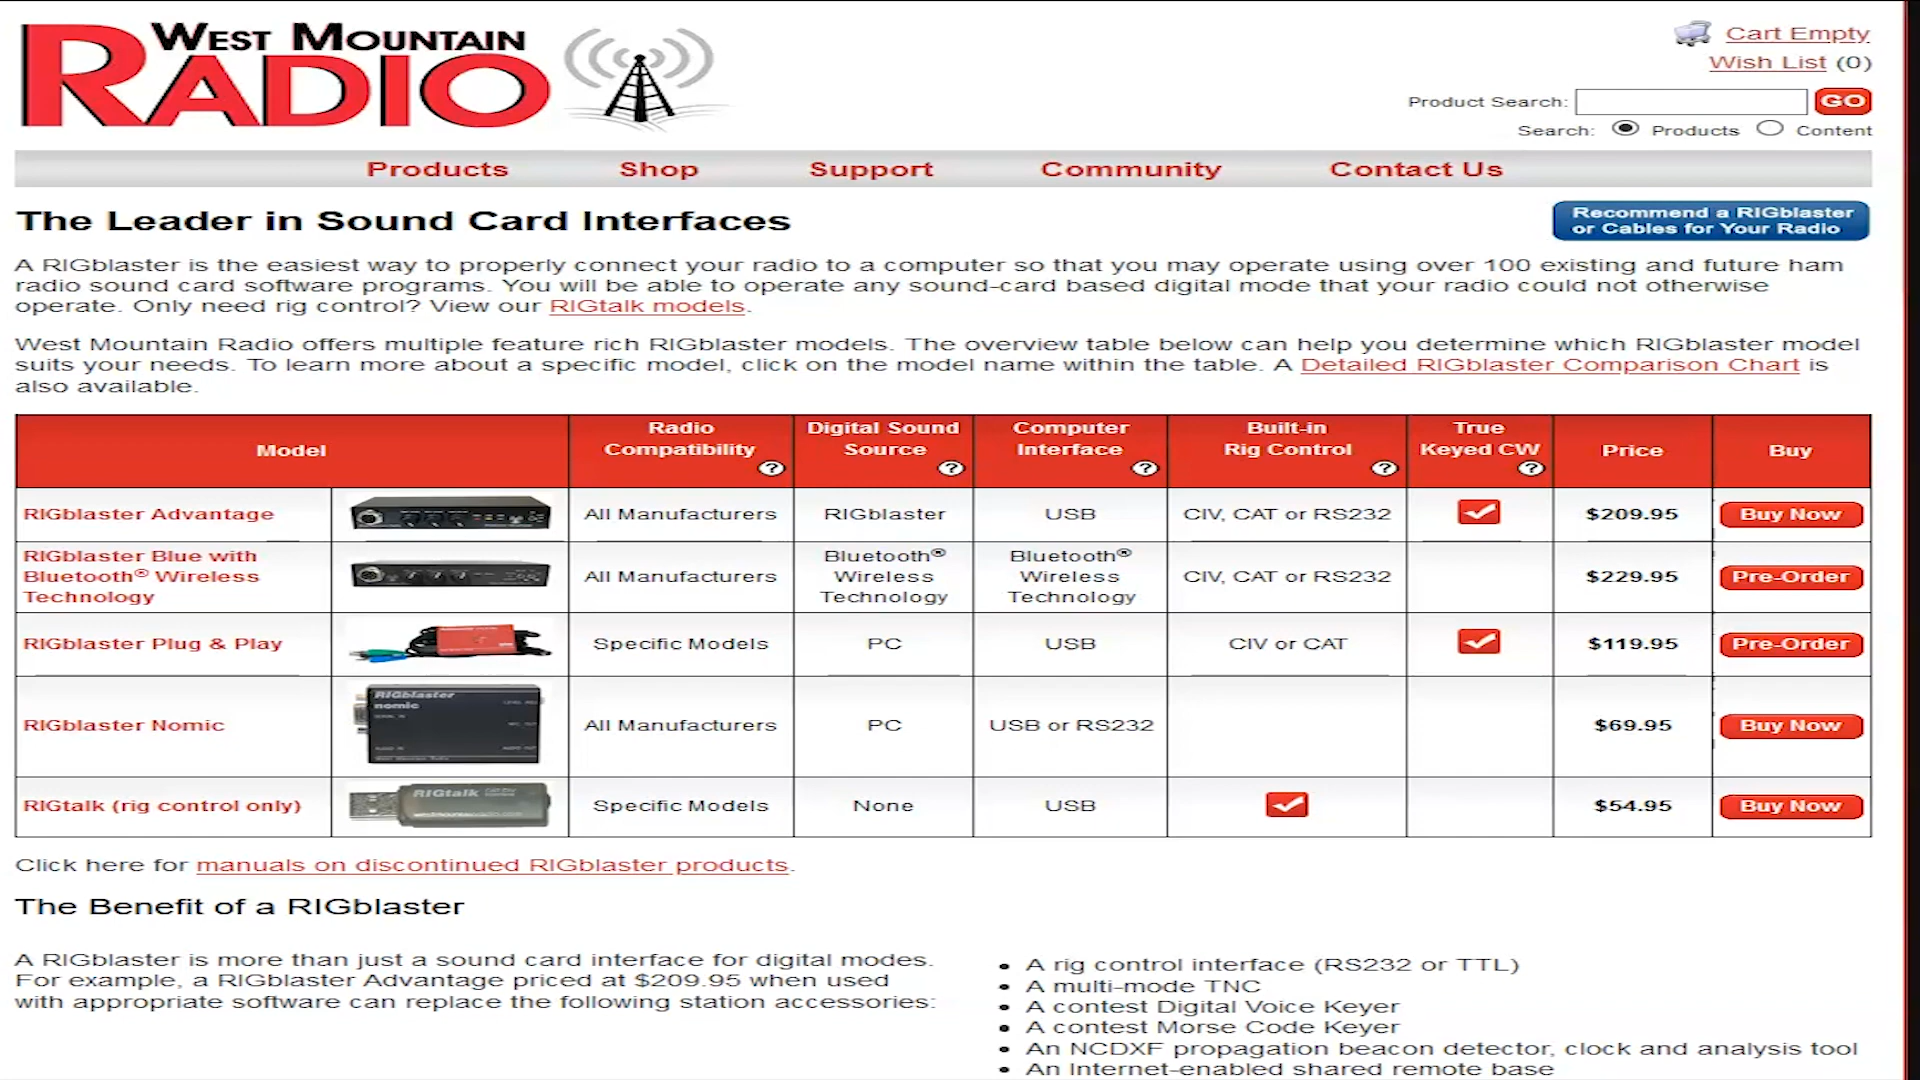 WEST MOUNTAIN
RADIO
Cart Empty
Wish List (0)
Product Search: GO
Search: Products Content
Products Shop Support Community Contact Us
The Leader in Sound Card Interfaces
Recommend a RIGblaster
or Cables for Your Radio
A RIGblaster is the easiest way to properly connect your radio to a computer so that you may operate using over 100 existing and future ham
radio sound card software programs. You will be able to operate any sound-card based digital mode that your radio could not otherwise
operate. Only need rig control? View our RIGtalk models.
West Mountain Radio offers multiple feature rich RIGblaster models. The overview table below can help you determine which RIGblaster model
suits your needs. To learn more about a specific model, click on the model name within the table. A Detailed RIGblaster Comparison Chart is
also available.
Model
Radio
Compatibility
?
Digital Sound
Source
?
Computer
Interface
?
Built-in
Rig Control
?
True
Keyed CW
?
Price
Buy
RIGblaster Advantage
All Manufacturers
RIGblaster
USB
CIV, CAT or RS232
$209.95
Buy Now
RIGblaster Blue with
Bluetooth® Wireless
Technology
All Manufacturers
Bluetooth®
Wireless
Technology
Bluetooth®
Wireless
Technology
CIV, CAT or RS232
$229.95
Pre-Order
RIGblaster Plug & Play
Specific Models
PC
USB
CIV or CAT
$119.95
Pre-Order
RIGblaster Nomic
RIGblaster
nomic
All Manufacturers
PC
USB or RS232
$69.95
Buy Now
RIGtalk (rig control only)
RIGtalk
Specific Models
None
USB
$54.95
Buy Now
Click here for manuals on discontinued RIGblaster products.
The Benefit of a RIGblaster
A RIGblaster is more than just a sound card interface for digital modes.
For example, a RIGblaster Advantage priced at $209.95 when used
with appropriate software can replace the following station accessories:
• A rig control interface (RS232 or TTL)
• A multi-mode TNC
• A contest Digital Voice Keyer
• A contest Morse Code Keyer
• An NCDXF propagation beacon detector, clock and analysis tool
• An Internet-enabled shared remote base